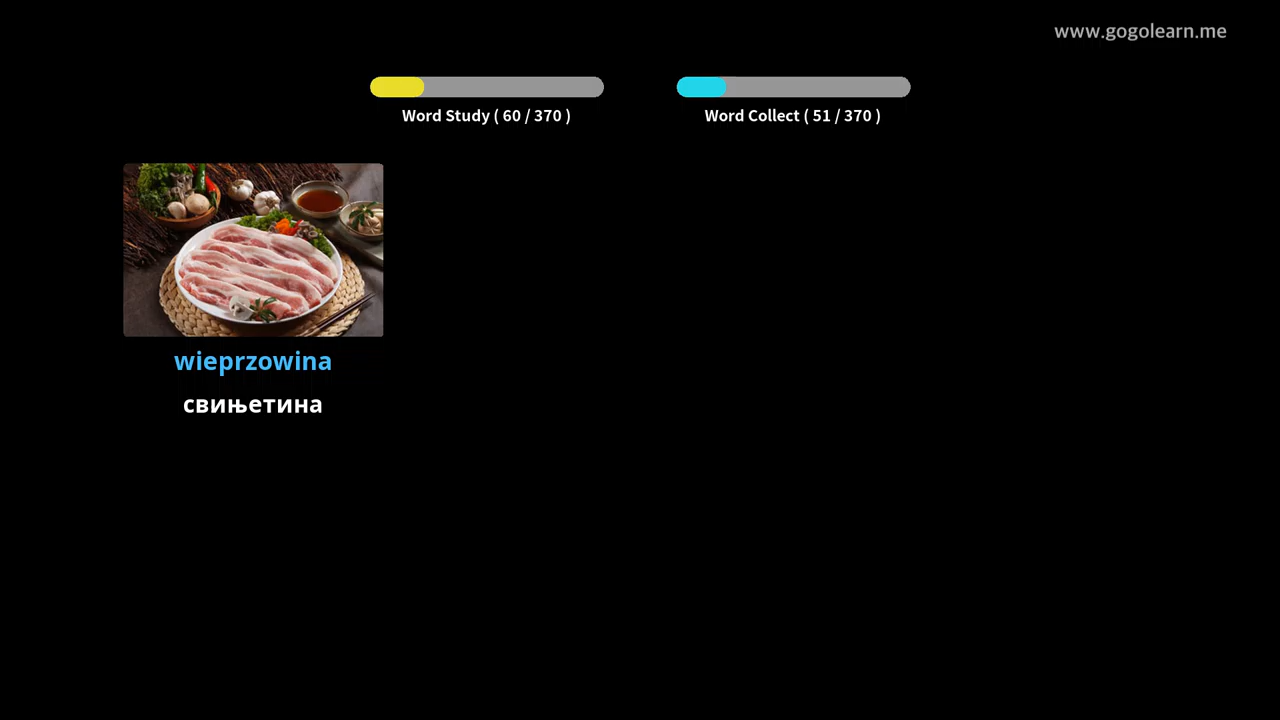 www.gogolearn.me
Word Study ( 60 / 370 )
Word Collect ( 51 / 370 )
wieprzowina
свињетина